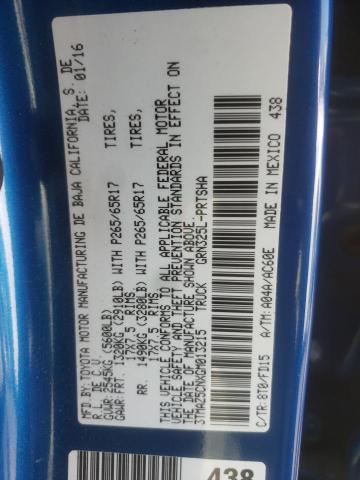 MFD.BY:TOYOTA MOTOR MANUFACTURING DE BAJA CALIFORNIA, S. DE
R.L. DE C.V. DATE: 01/16
GVWR: 2545KG (5600LB)
GAWR:FRT. 1320KG (2910LB) WITH P265/65R17 TIRES,
17X7.5 RIMS
RR. 1490KG (3280LB) WITH P265/65R17 TIRES,
17X7.5 RIMS
THIS VEHICLE CONFORMS TO ALL APPLICABLE FEDERAL MOTOR
VEHICLE SAFETY AND THEFT PREVENTION STANDARDS IN EFFECT ON
THE DATE OF MANUFACTURE SHOWN ABOVE.
3TMAZ5CNXGM013215 TRUCK GRN325L-PRTSHA
C/TR:8T0/FD15 A/TM:A04A/AC60E MADE IN MEXICO 438
438